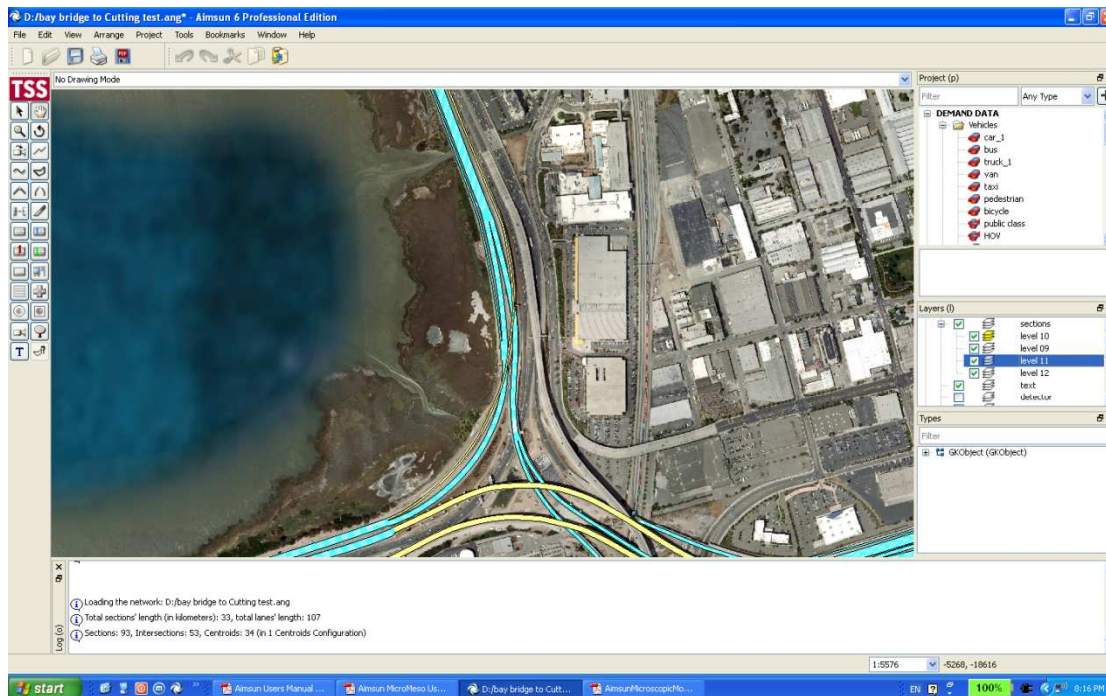 D:/bay bridge to Cutting test.ang* - Aimsun 6 Professional Edition
File Edit View Arrange Project Tools Bookmarks Window Help
TSS
No Drawing Mode
Project (p)
Filter Any Type
DEMAND DATA
Vehicles
car_1
bus
truck_1
van
taxi
pedestrian
bicycle
public class
HOV
Layers (l)
sections
level 10
level 09
level 11
level 12
text
detector
Types
Filter
GKObject (GKObject)
Log (o)
Loading the network: D:/bay bridge to Cutting test.ang
Total sections' length (in kilometers): 33, total lanes' length: 107
Sections: 93, Intersections: 53, Centroids: 34 (in 1 Centroids Configuration)
1:5576 -5268, -18616
start Aimsun Users Manual ... Aimsun MicroMeso Us... D:/bay bridge to Cutt... AimsunMicroscopicMo... EN 100% 8:16 PM